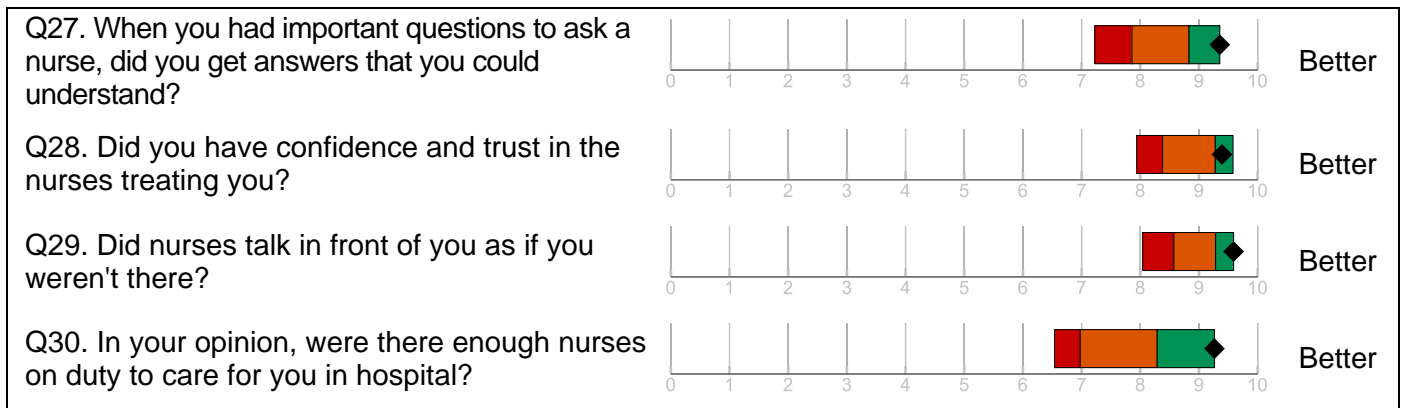 Q27. When you had important questions to ask a
nurse, did you get answers that you could
understand?
0 1 2 3 4 5 6 7 8 9 10
Better
Q28. Did you have confidence and trust in the
nurses treating you?
0 1 2 3 4 5 6 7 8 9 10
Better
Q29. Did nurses talk in front of you as if you
weren't there?
0 1 2 3 4 5 6 7 8 9 10
Better
Q30. In your opinion, were there enough nurses
on duty to care for you in hospital?
0 1 2 3 4 5 6 7 8 9 10
Better